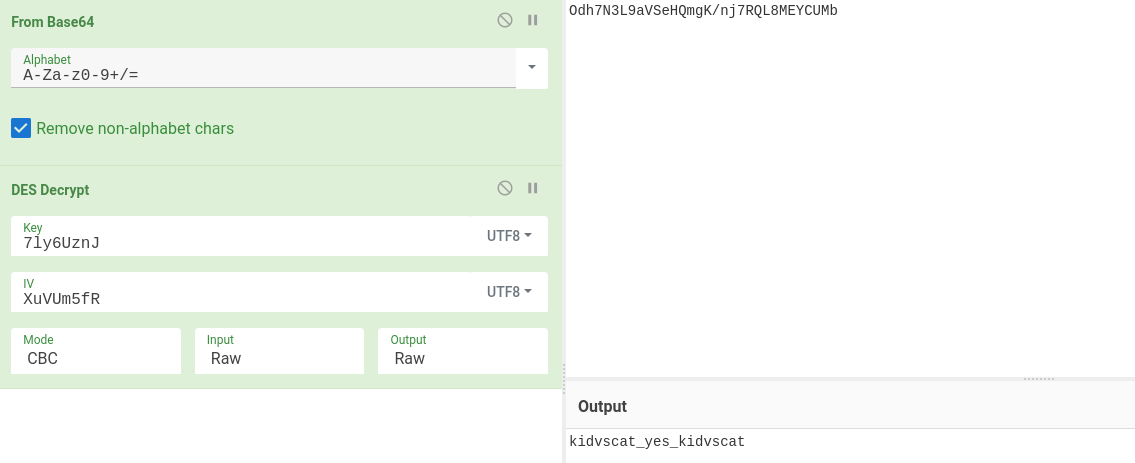 From Base64
Alphabet
A-Za-z0-9+/=
Remove non-alphabet chars
DES Decrypt
Key
7ly6UznJ
UTF8
IV
XuVUm5fR
UTF8
Mode
CBC
Input
Raw
Output
Raw
Odh7N3L9aVSeHQmgK/nj7RQL8MEYCUMb
Output
kidvscat_yes_kidvscat